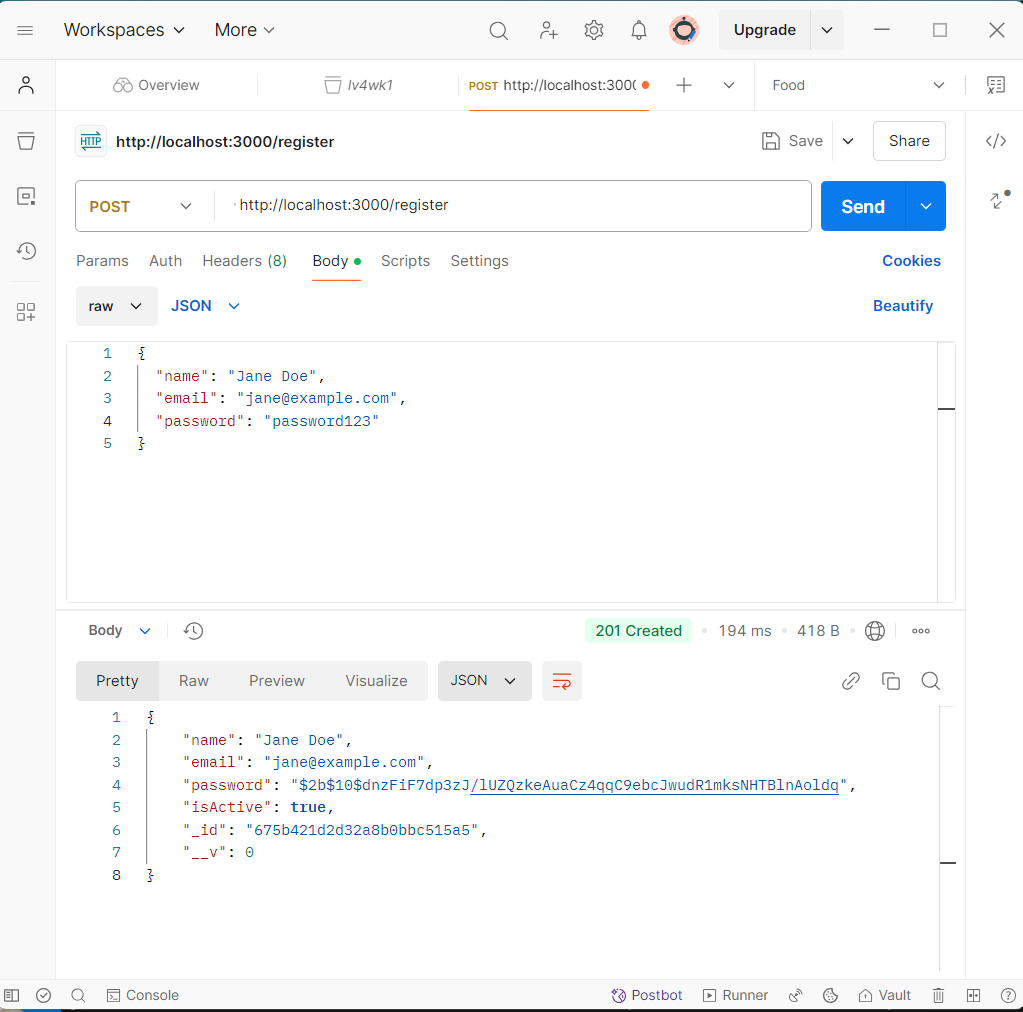 Workspaces More Upgrade
Overview lv4wk1 POST http://localhost:300( Food
HTTP http://localhost:3000/register Save Share
POST http://localhost:3000/register Send
Params Auth Headers (8) Body Scripts Settings Cookies
raw JSON Beautify
1 {
2 "name": "Jane Doe",
3 "email": "jane@example.com",
4 "password": "password123"
5 }
Body 201 Created 194 ms 418 B
Pretty Raw Preview Visualize JSON
1 {
2 "name": "Jane Doe",
3 "email": "jane@example.com",
4 "password": "$2b$10$dnzFiF7dp3zJ/lUZQzkeAuaCz4qqC9ebcJwudR1mksNHTBlnAoldq",
5 "isActive": true,
6 "_id": "675b421d2d32a8b0bbc515a5",
7 "__v": 0
8 }
Console Postbot Runner Vault